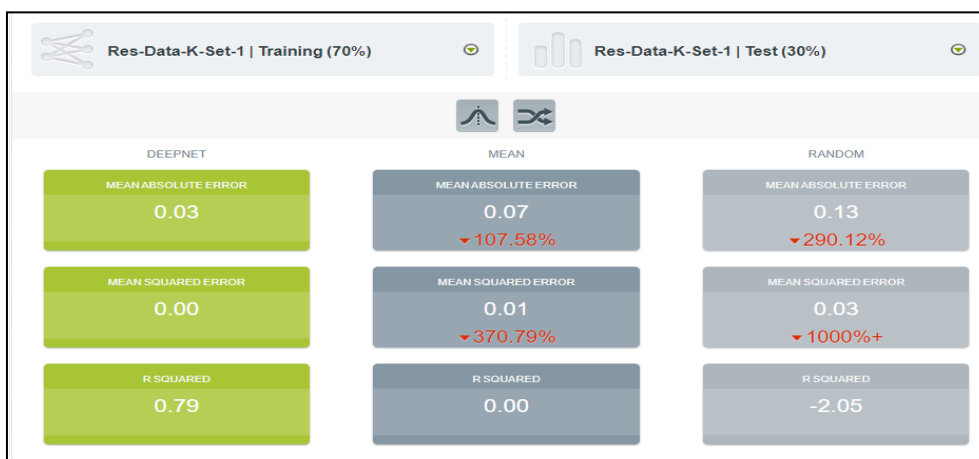 Res-Data-K-Set-1 | Training (70%)
Res-Data-K-Set-1 | Test (30%)
DEEPNET
MEAN
RANDOM
MEAN ABSOLUTE ERROR
0.03
MEAN ABSOLUTE ERROR
0.07
107.58%
MEAN ABSOLUTE ERROR
0.13
290.12%
MEAN SQUARED ERROR
0.00
MEAN SQUARED ERROR
0.01
370.79%
MEAN SQUARED ERROR
0.03
1000%+
R SQUARED
0.79
R SQUARED
0.00
R SQUARED
-2.05